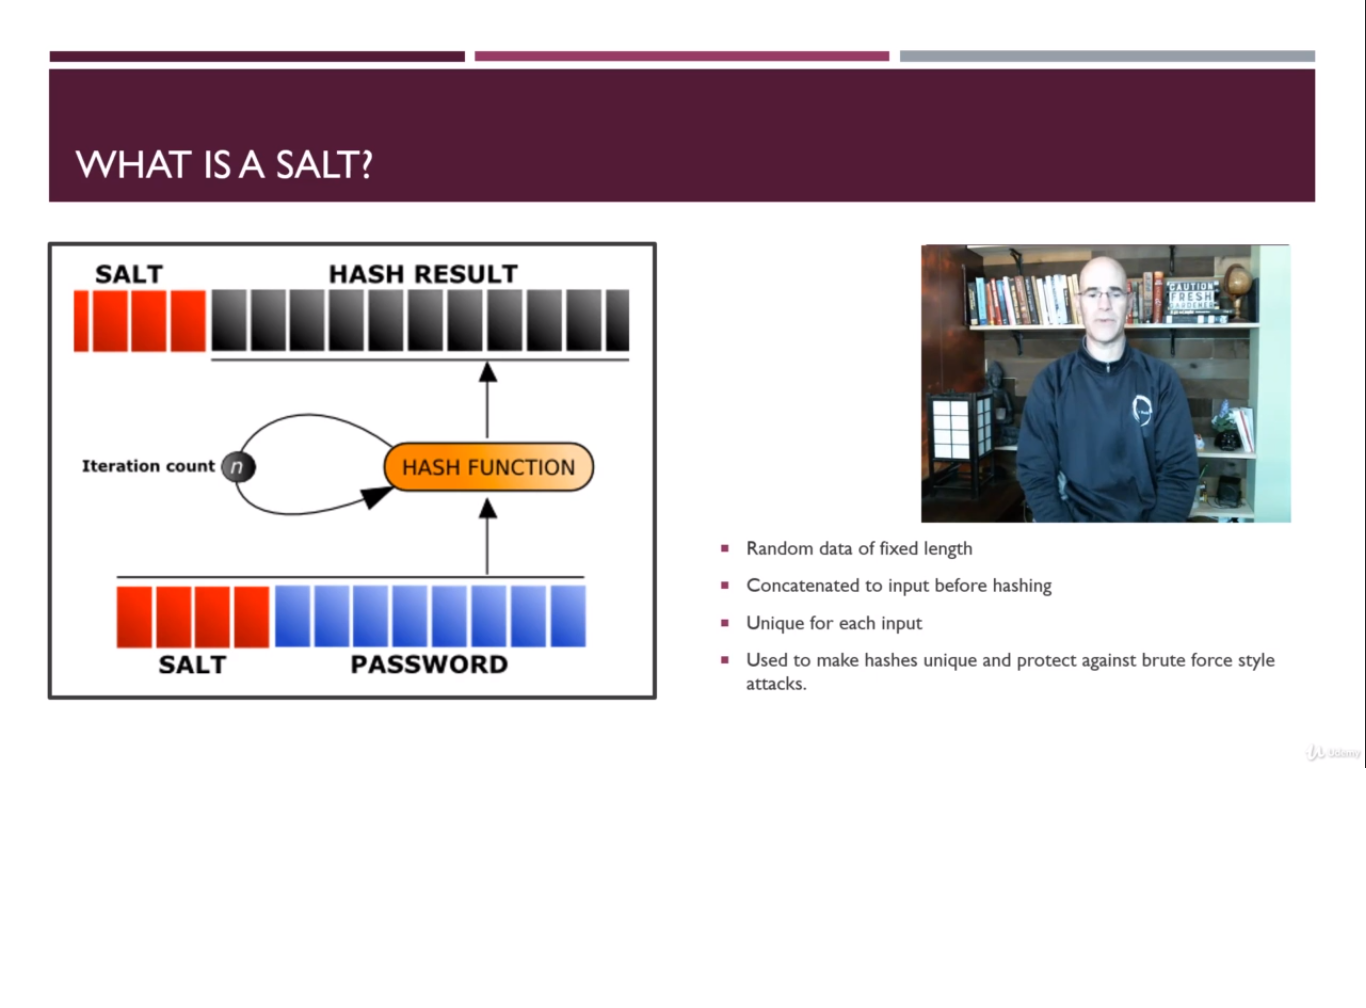 WHAT IS A SALT?
SALT HASH RESULT
Iteration count n HASH FUNCTION
SALT PASSWORD
CAUTION
FRESH
GARDENER
Random data of fixed length
Concatenated to input before hashing
Unique for each input
Used to make hashes unique and protect against brute force style
attacks.
Udemy